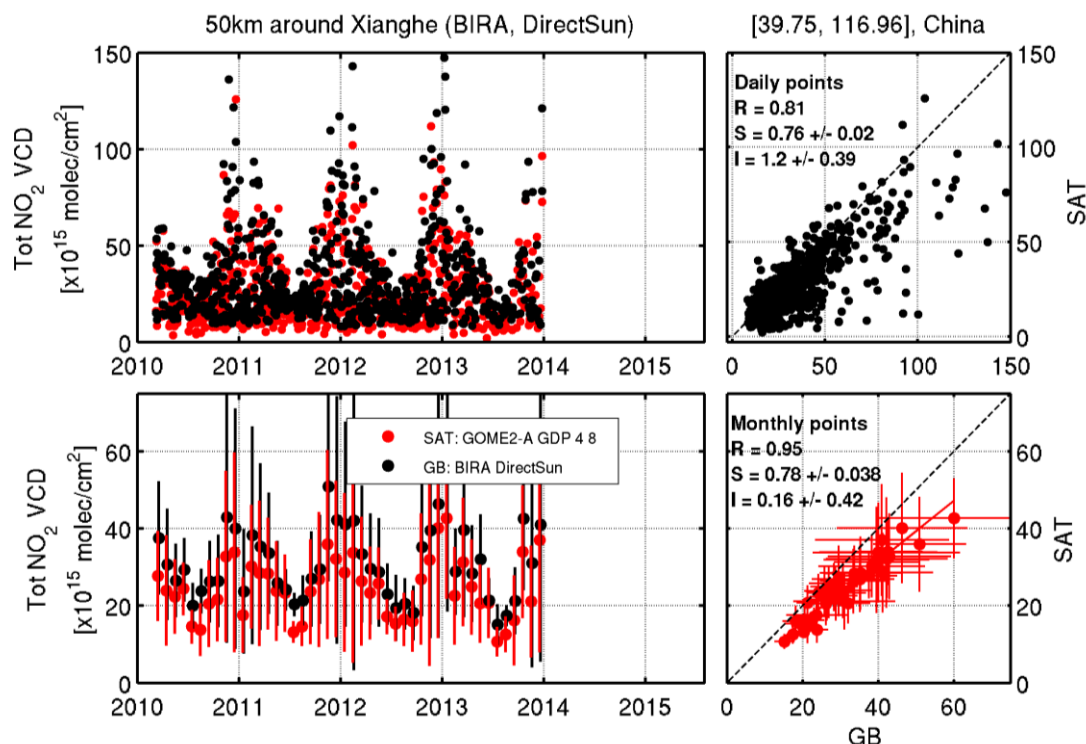 50km around Xianghe (BIRA, DirectSun)
[39.75, 116.96], China
Tot NO2 VCD
[x10^15 molec/cm^2]
150
100
50
0
2010 2011 2012 2013 2014 2015
Daily points
R = 0.81
S = 0.76 +/- 0.02
I = 1.2 +/- 0.39
150
100
50
0
SAT
0 50 100 150
Tot NO2 VCD
[x10^15 molec/cm^2]
60
40
20
0
2010 2011 2012 2013 2014 2015
SAT: GOME2-A GDP 4 8
GB: BIRA DirectSun
Monthly points
R = 0.95
S = 0.78 +/- 0.038
I = 0.16 +/- 0.42
60
40
20
0
SAT
0 20 40 60
GB